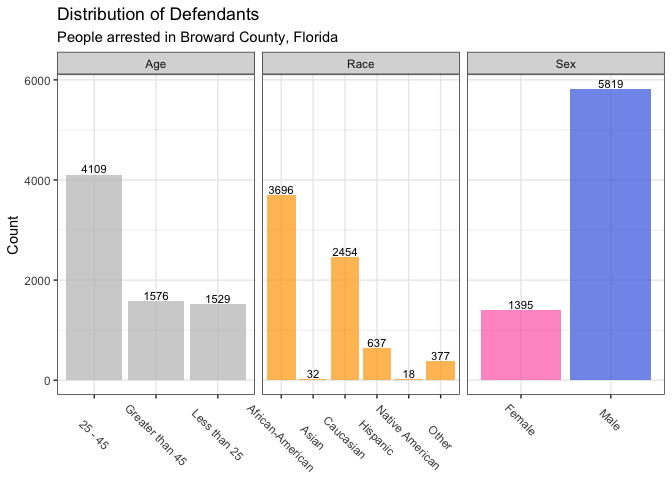 Distribution of Defendants
People arrested in Broward County, Florida
Age
Race
Sex
Count
6000
4000
2000
0
4109
1576
1529
3696
32
2454
637
18
377
1395
5819
25 - 45
Greater than 45
Less than 25
African-American
Asian
Caucasian
Hispanic
Native American
Other
Female
Male